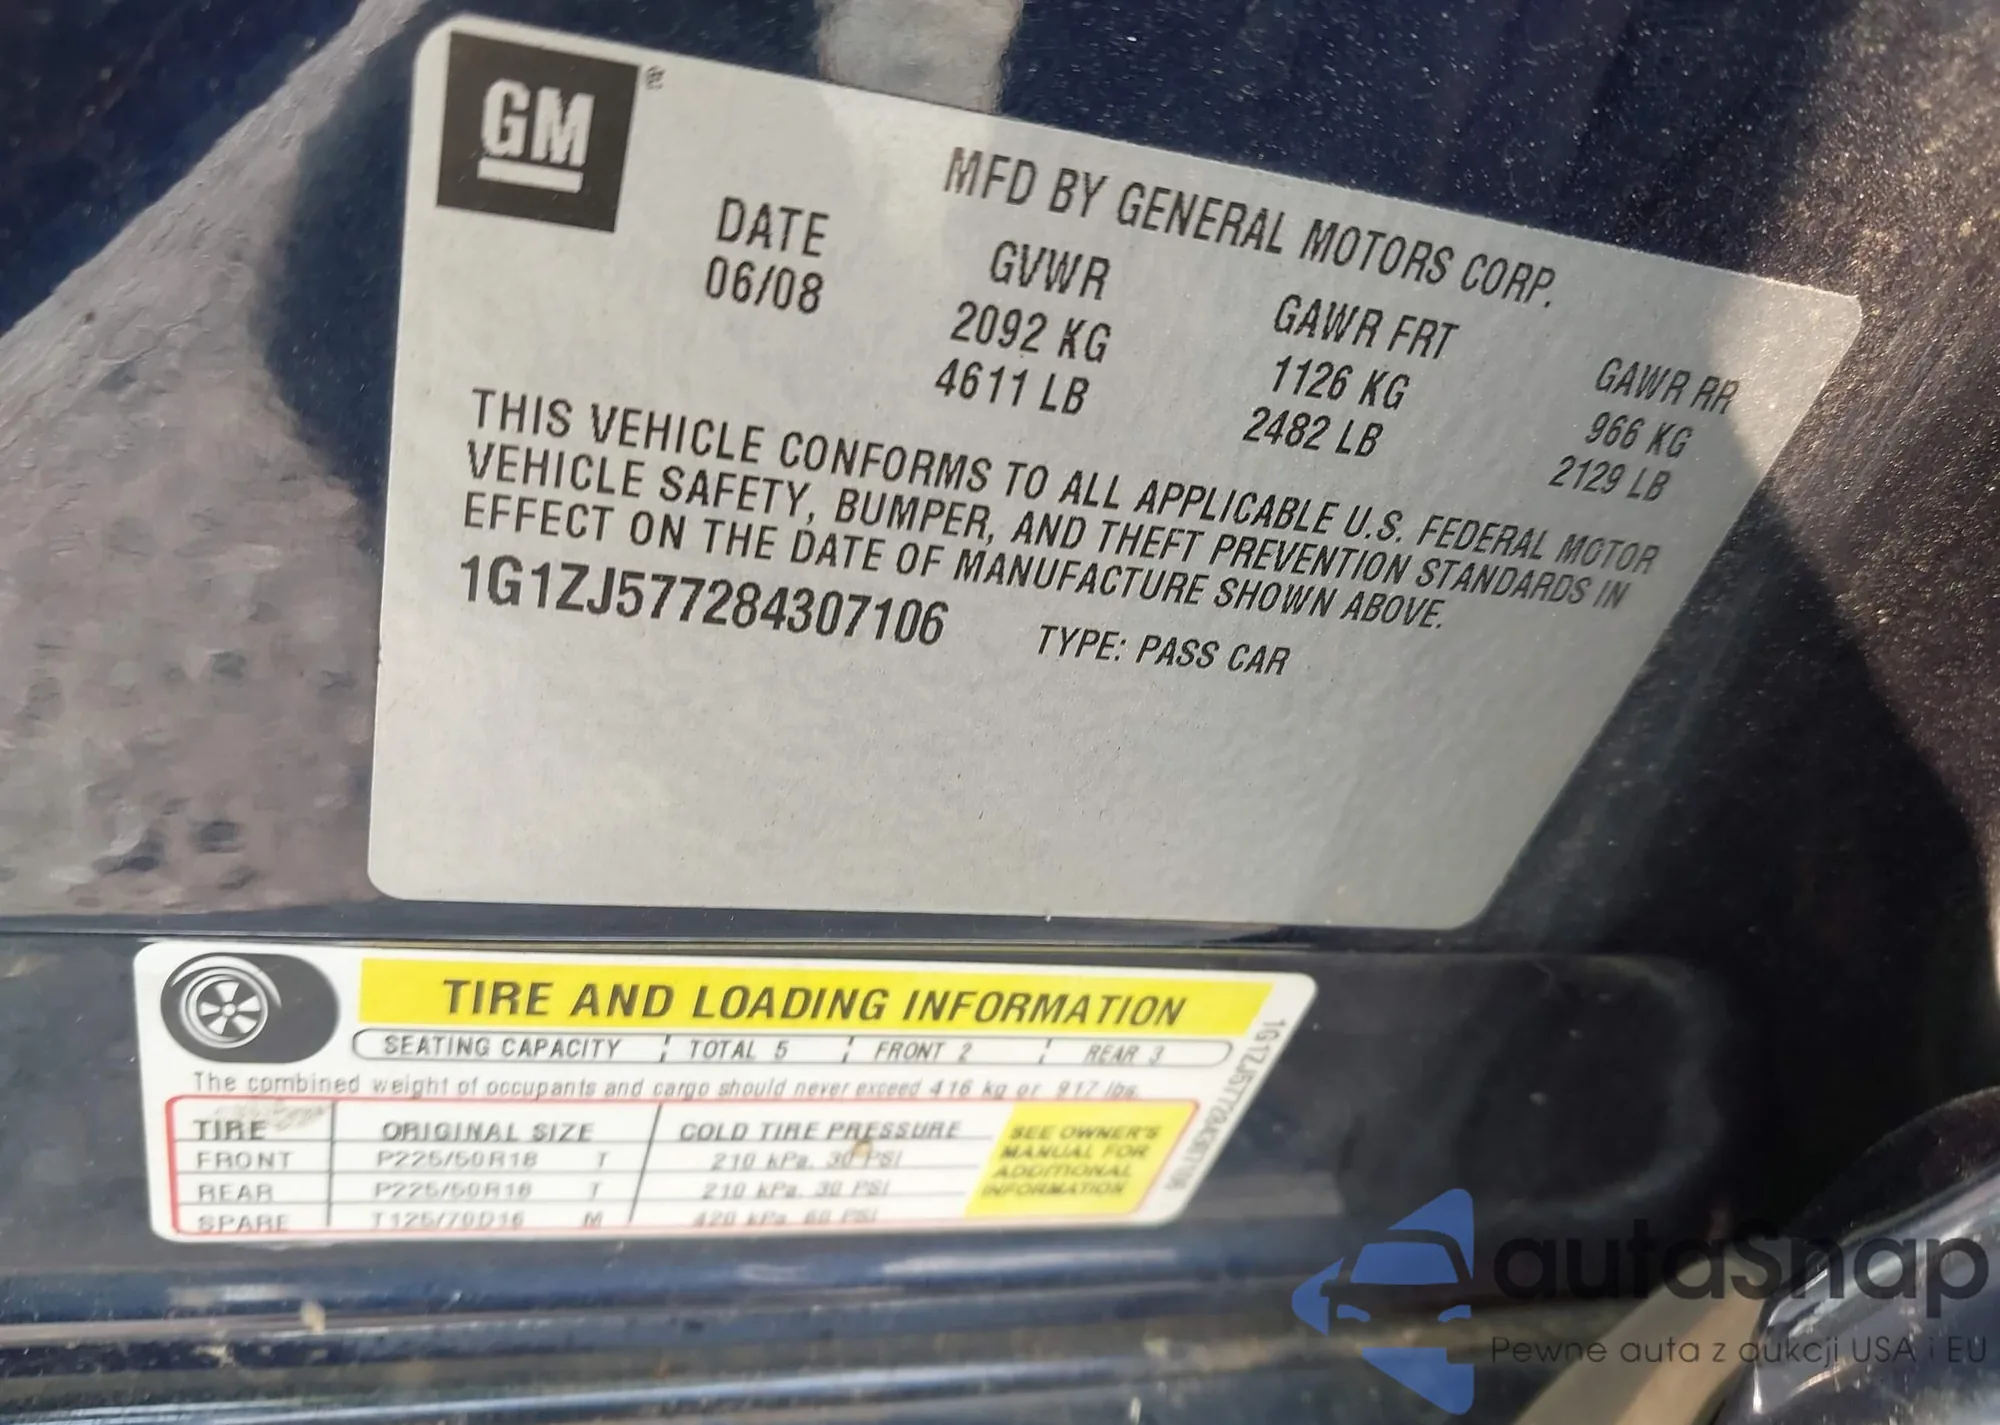 GM
MFD BY GENERAL MOTORS CORP.
DATE GVWR GAWR FRT GAWR RR
06/08 2092 KG 1126 KG 966 KG
4611 LB 2482 LB 2129 LB
THIS VEHICLE CONFORMS TO ALL APPLICABLE U.S. FEDERAL MOTOR
VEHICLE SAFETY, BUMPER, AND THEFT PREVENTION STANDARDS IN
EFFECT ON THE DATE OF MANUFACTURE SHOWN ABOVE.
1G1ZJ577284307106 TYPE: PASS CAR
TIRE AND LOADING INFORMATION
SEATING CAPACITY TOTAL 5 FRONT 2 REAR 3
The combined weight of occupants and cargo should never exceed 416 kg or 917 lbs.
TIRE ORIGINAL SIZE COLD TIRE PRESSURE
FRONT P225/50R18 T 210 kPa. 30 PSI
REAR P225/50R18 T 210 kPa. 30 PSI
SPARE T125/70D16 M 420 kPa 60 PSI
SEE OWNER'S
MANUAL FOR
ADDITIONAL
INFORMATION
1G1ZJ577284307106
autaSnap
Pewne auta z aukcji USA i EU